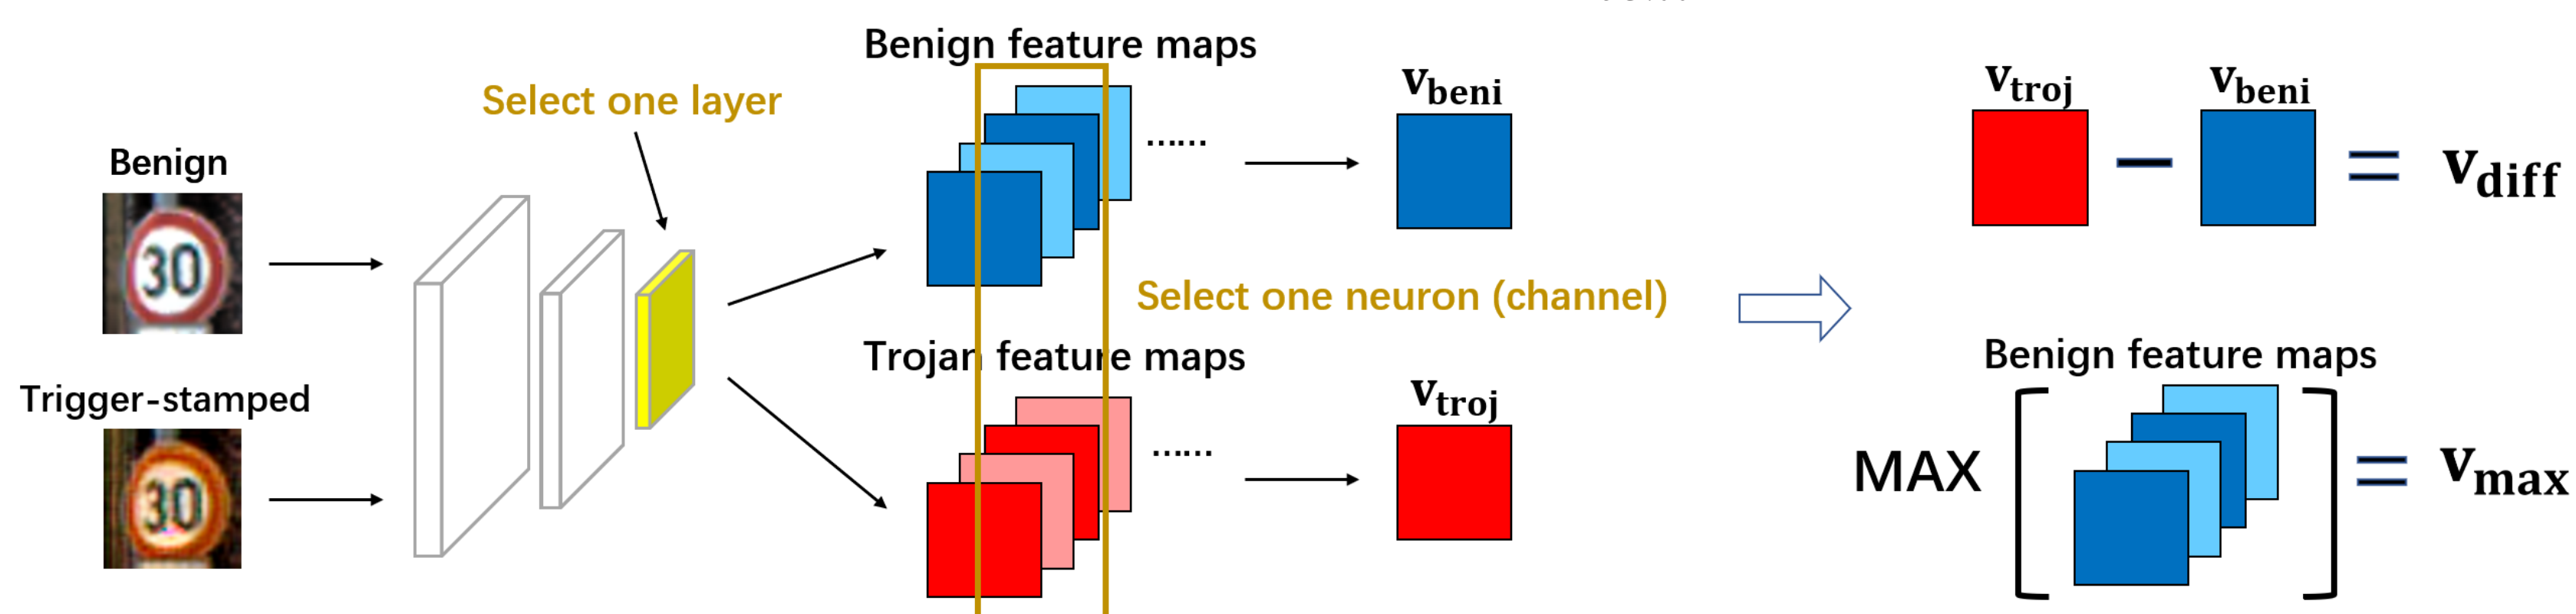 Benign feature maps
Select one layer
v_beni
v_troj
v_beni
Benign
30
......
− = v_diff
Select one neuron (channel)
Trojan feature maps
Benign feature maps
Trigger-stamped
30
......
v_troj
MAX [ ] = v_max